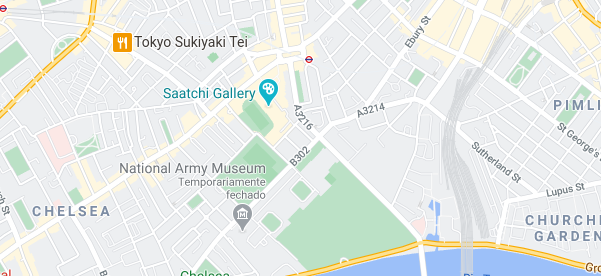 Ebury St
Tokyo Sukiyaki Tei
Saatchi Gallery
A3216
A3214
PIMLI
St George's
National Army Museum
Temporariamente
fechado
B302
Sutherland St
Lupus St
CHELSEA
CHURCH
GARDEN
Chelsea
Gro